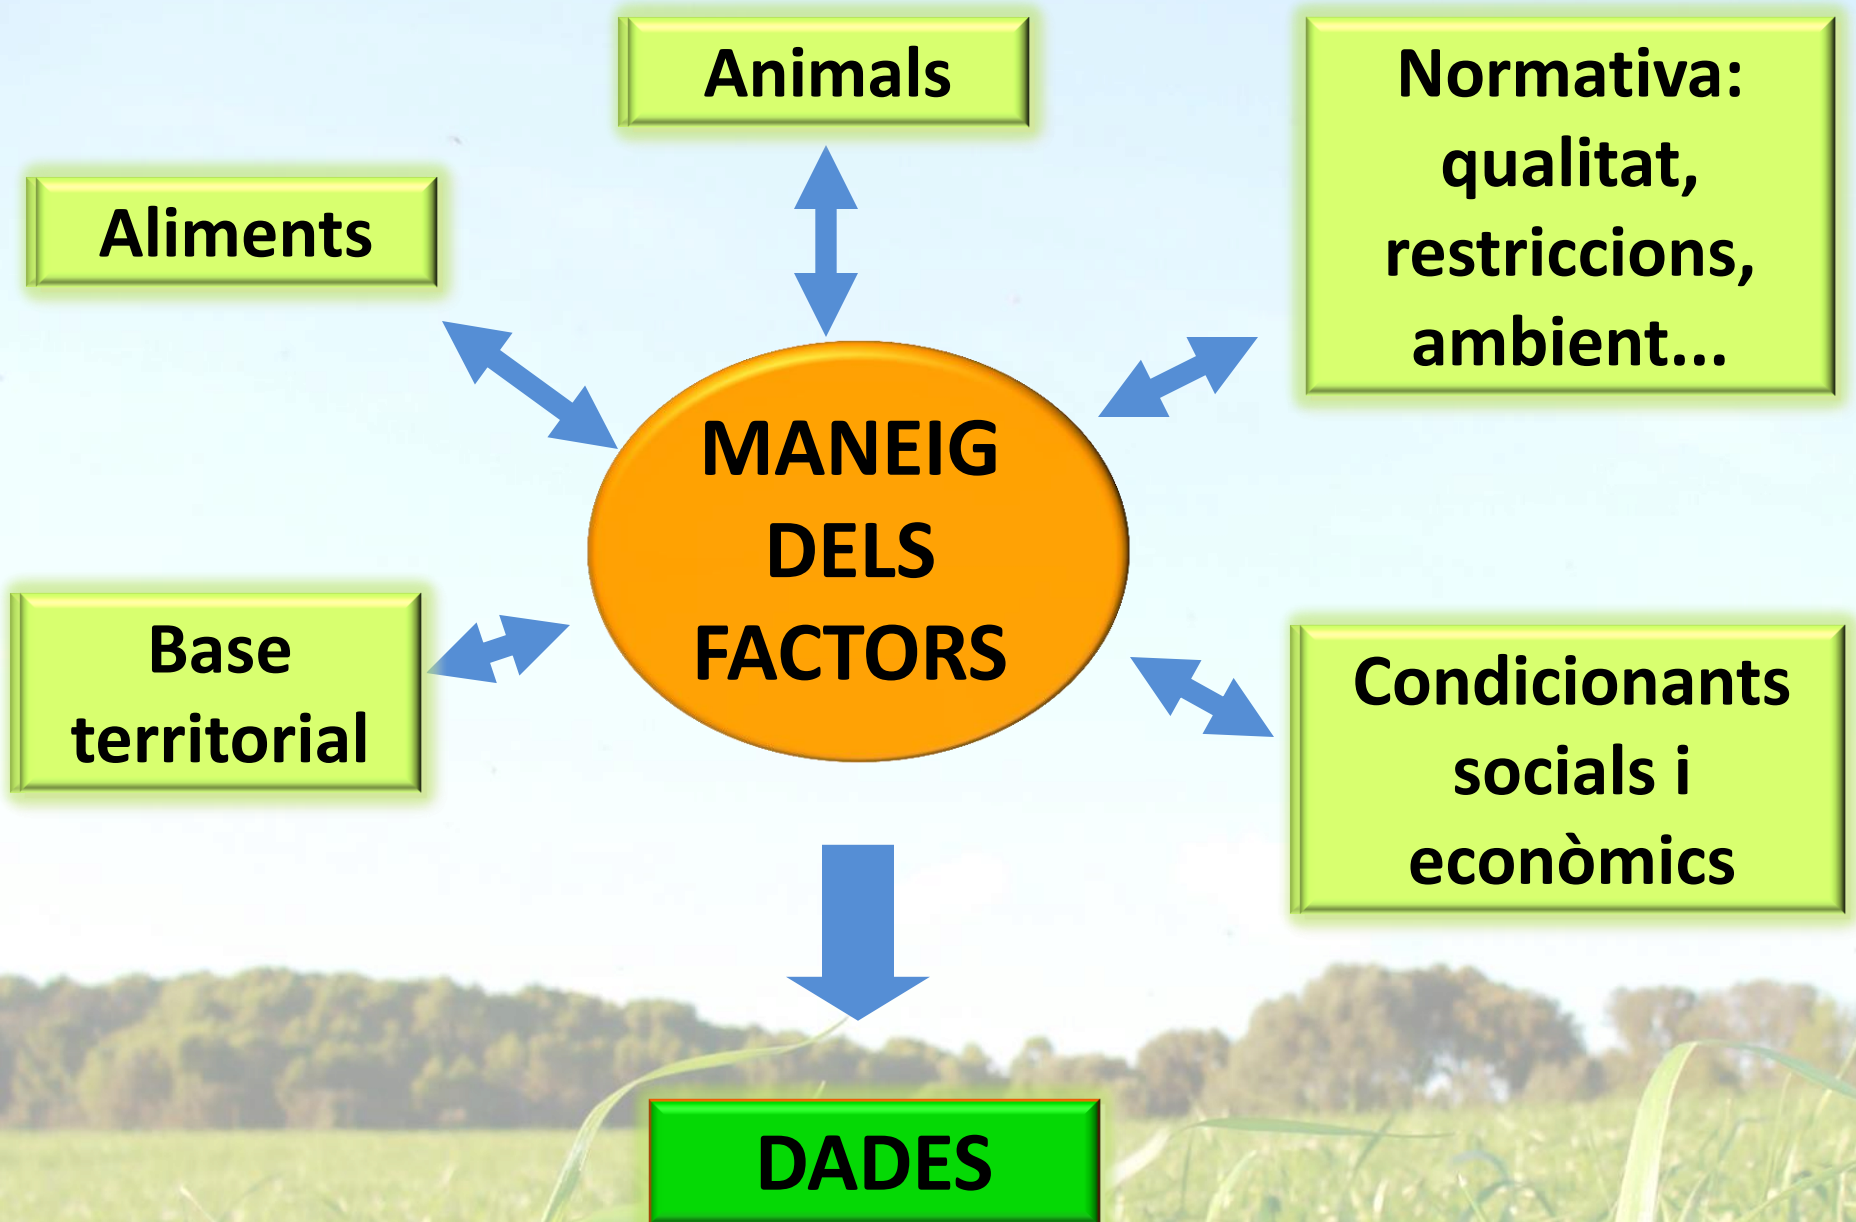 Animals
Normativa:
qualitat,
restriccions,
ambient...
Aliments
MANEIG
DELS
FACTORS
Base
territorial
Condicionants
socials i
econòmics
DADES